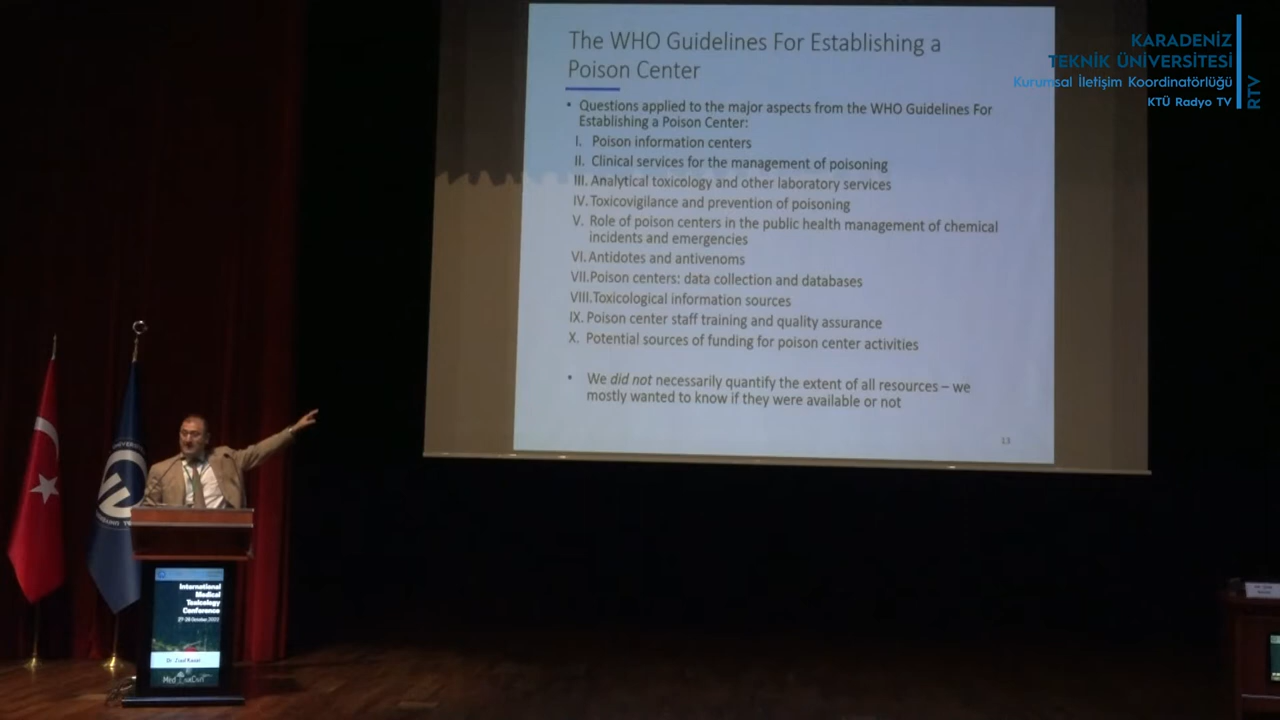 The WHO Guidelines For Establishing a
Poison Center
• Questions applied to the major aspects from the WHO Guidelines For
Establishing a Poison Center:
I. Poison information centers
II. Clinical services for the management of poisoning
III. Analytical toxicology and other laboratory services
IV. Toxicovigilance and prevention of poisoning
V. Role of poison centers in the public health management of chemical
incidents and emergencies
VI. Antidotes and antivenoms
VII. Poison centers: data collection and databases
VIII. Toxicological information sources
IX. Poison center staff training and quality assurance
X. Potential sources of funding for poison center activities
• We did not necessarily quantify the extent of all resources – we
mostly wanted to know if they were available or not
13
KARADENİZ
TEKNİK ÜNİVERSİTESİ
Kurumsal İletişim Koordinatörlüğü
KTÜ Radyo TV
RTV
International
Medical
Toxicology
Conference
Dr. Ziad Kazzi